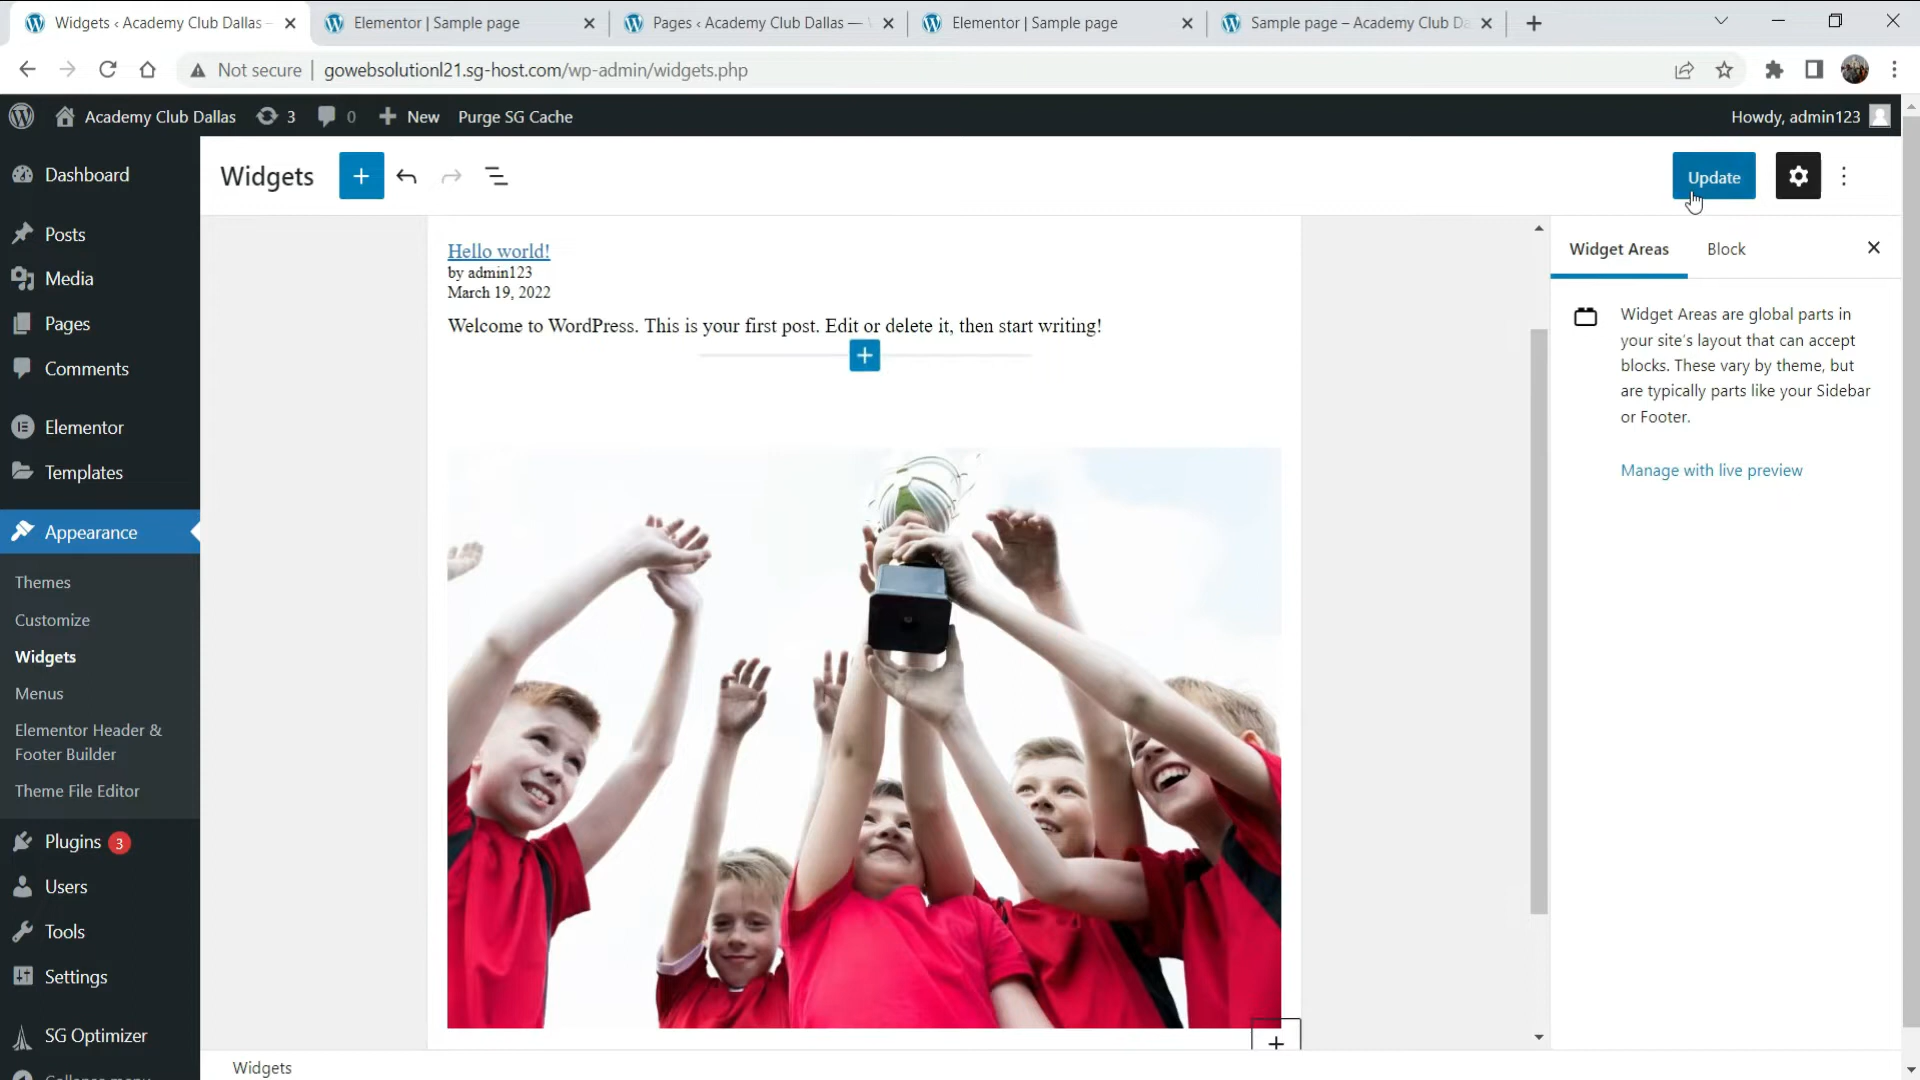 Widgets ‹ Academy Club Dallas –
Elementor | Sample page
Pages ‹ Academy Club Dallas —
Elementor | Sample page
Sample page – Academy Club Da
Not secure | gowebsolutionl21.sg-host.com/wp-admin/widgets.php
Academy Club Dallas 3 0 New Purge SG Cache
Howdy, admin123
Dashboard
Posts
Media
Pages
Comments
Elementor
Templates
Appearance
Themes
Customize
Widgets
Menus
Elementor Header &
Footer Builder
Theme File Editor
Plugins 3
Users
Tools
Settings
SG Optimizer
Collapse menu
Widgets
Update
Hello world!
by admin123
March 19, 2022
Welcome to WordPress. This is your first post. Edit or delete it, then start writing!
Widget Areas Block
Widget Areas are global parts in
your site's layout that can accept
blocks. These vary by theme, but
are typically parts like your Sidebar
or Footer.
Manage with live preview
Widgets